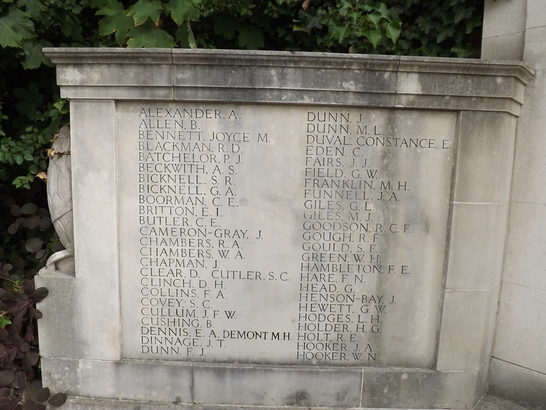 ALEXANDER. A.
ALLEN. B.
BENNETT. JOYCE M.
BLACKMAN. R. D.
BATCHELOR. P. J.
BECKWITH. A. S.
BICKNELL. S. R.
BICKNELL. G. A.
BOORMAN. C. E.
BRITTON. E. I.
BUTLER. C. E.
CAMERON-GRAY. J.
CHAMBERS. R. A.
CHAMBERS. W. A.
CHAPMAN. J.
CLEAR. D. CUTLER. S. C.
CLINCH. D. H.
COLLINS. F. A.
COVEY. S. C.
CULLUM. J. F. W.
CUSHING. B.
DENNIS. E. A. DEMONT M.H.
DINNAGE. J. T.
DUNN. F. J.
DUNN. J.
DUNN. M. L.
DUVAL. CONSTANCE. E.
EDEN. C.
FAIRS. J. J.
FIELD. G. W.
FRANKLIN. M. H.
FUNNELL. J. A.
GILES. G. L.
GILES. M. J.
GOODSON. R. C. F.
GOUGH. R. F.
GOULD. S. F.
GREEN. W. H.
HAMBLETON. F. E.
HARE. F. N.
HEAD. G.
HENSON-BAY. J.
HEWETT. G. W.
HODGES. L. H.
HOLDER. H. G.
HOLT. R. E.
HOOKER. J. A.
HOOKER. W. N.